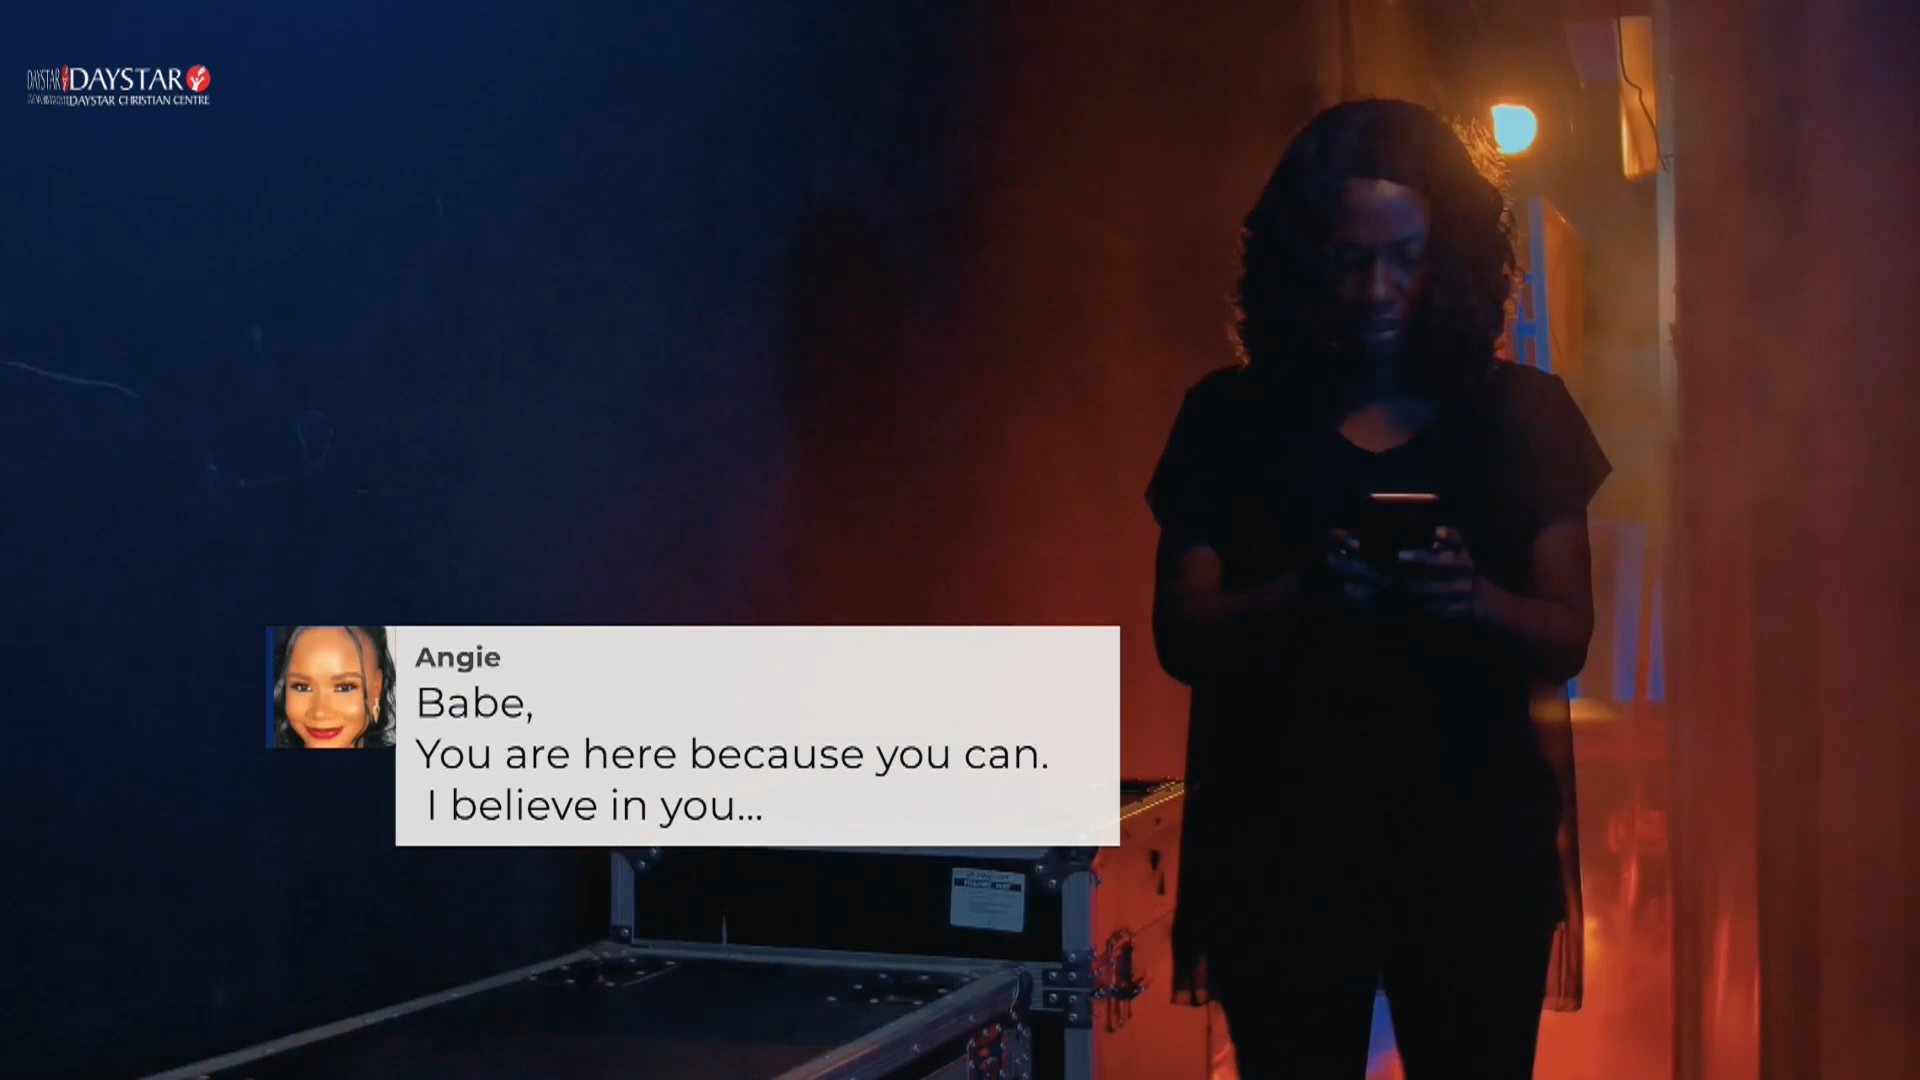 DAYSTAR
DAYSTAR CHRISTIAN CENTRE
Angie
Babe,
You are here because you can.
I believe in you...